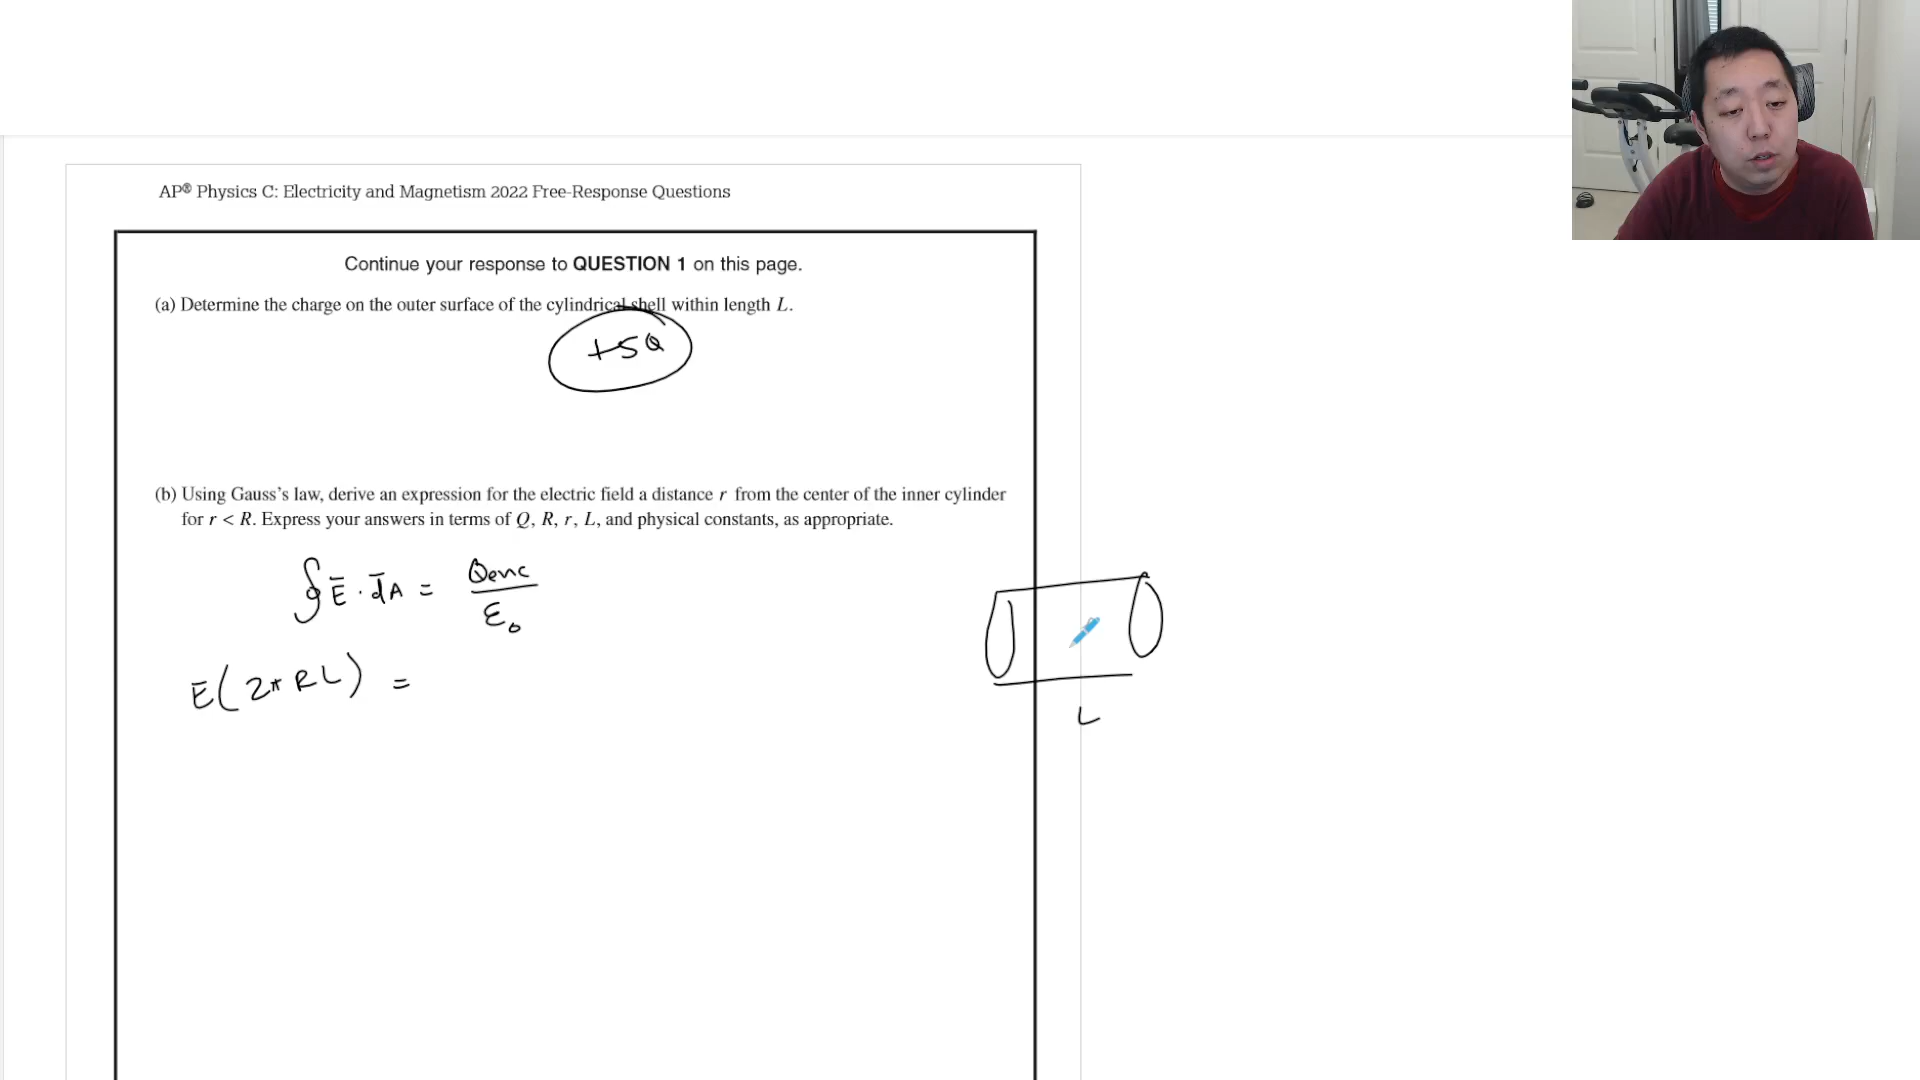 AP® Physics C: Electricity and Magnetism 2022 Free-Response Questions
Continue your response to QUESTION 1 on this page.
(a) Determine the charge on the outer surface of the cylindrical shell within length L.
+5Q
(b) Using Gauss's law, derive an expression for the electric field a distance r from the center of the inner cylinder
for r < R. Express your answers in terms of Q, R, r, L, and physical constants, as appropriate.
∮E̅ · d̅A = Qenc / ε₀
E(2πRL) =
L